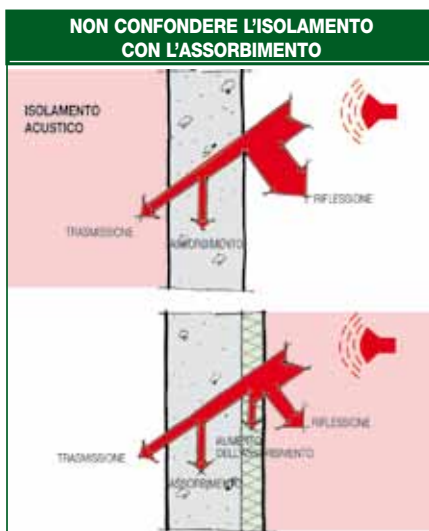 NON CONFONDERE L'ISOLAMENTO
CON L'ASSORBIMENTO
ISOLAMENTO
ACUSTICO
RIFLESSIONE
TRASMISSIONE
ASSORBIMENTO
RIFLESSIONE
AUMENTO
DELL'ASSORBIMENTO
TRASMISSIONE
ASSORBIMENTO